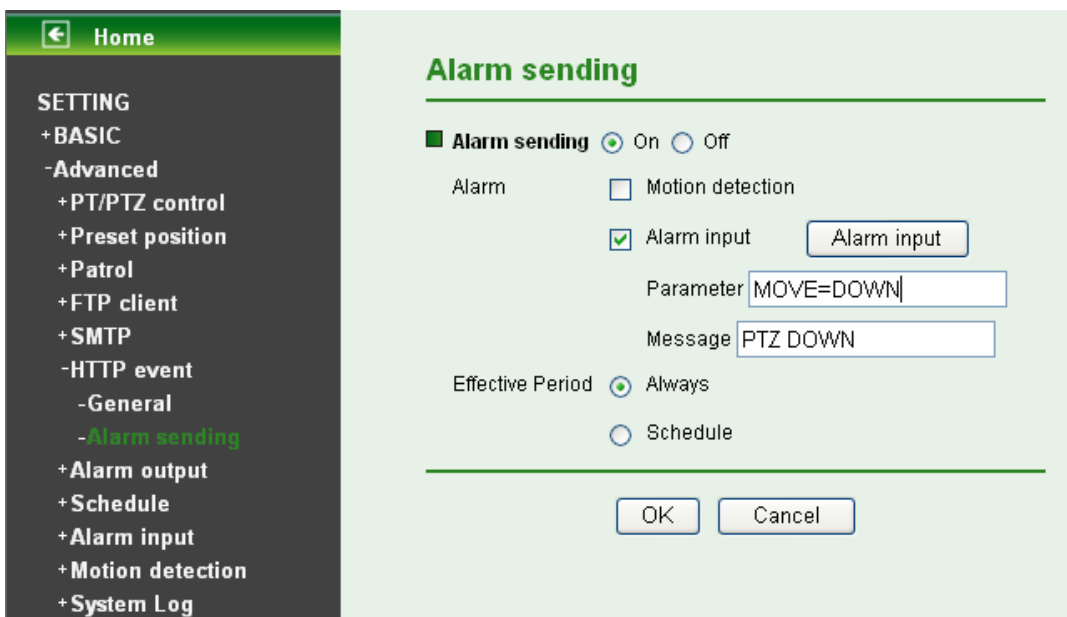 Home
SETTING
+BASIC
-Advanced
+PT/PTZ control
+Preset position
+Patrol
+FTP client
+SMTP
-HTTP event
-General
-Alarm sending
+Alarm output
+Schedule
+Alarm input
+Motion detection
+System Log
Alarm sending
Alarm sending On Off
Alarm Motion detection
Alarm input Alarm input
Parameter MOVE=DOWN
Message PTZ DOWN
Effective Period Always
Schedule
OK Cancel